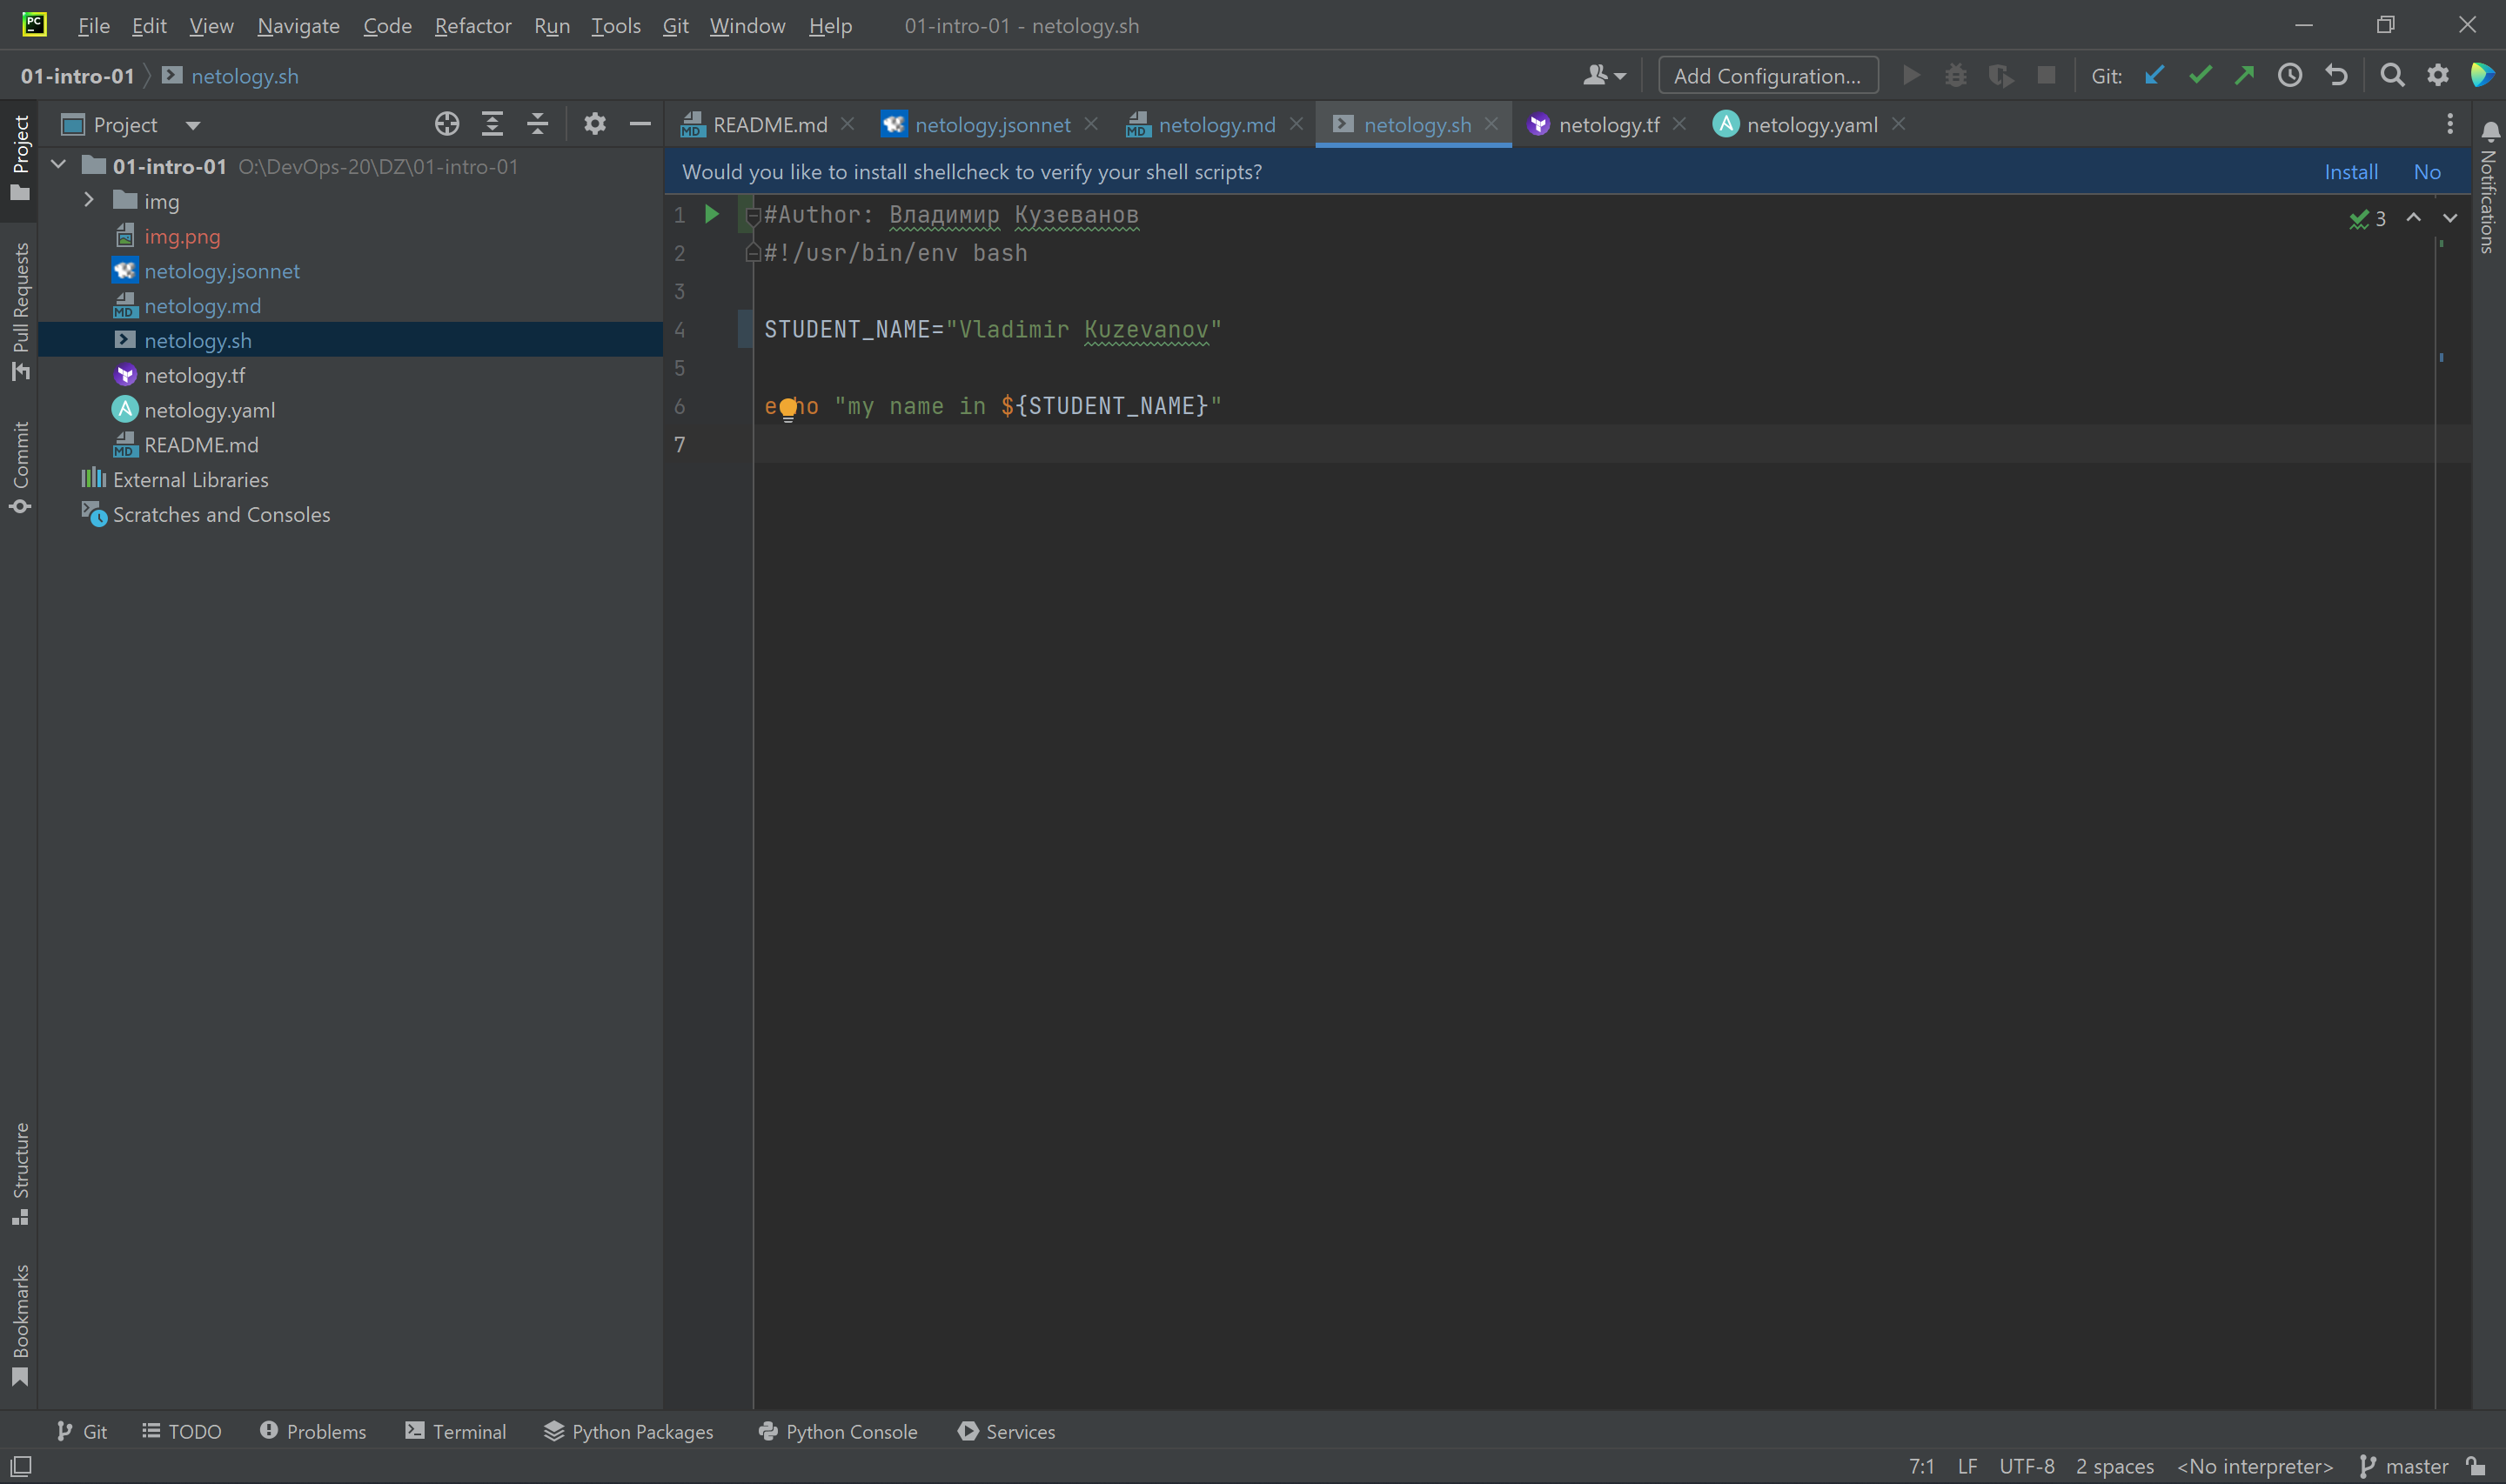 PC File Edit View Navigate Code Refactor Run Tools Git Window Help 01-intro-01 - netology.sh
01-intro-01 netology.sh Add Configuration... Git:
Project
README.md netology.jsonnet netology.md netology.sh netology.tf netology.yaml
Would you like to install shellcheck to verify your shell scripts? Install No
Project
Pull Requests
Commit
Structure
Bookmarks
01-intro-01 O:\DevOps-20\DZ\01-intro-01
img
img.png
netology.jsonnet
netology.md
netology.sh
netology.tf
netology.yaml
README.md
External Libraries
Scratches and Consoles
1 #Author: Владимир Кузеванов
2 #!/usr/bin/env bash
3
4 STUDENT_NAME="Vladimir Kuzevanov"
5
6 echo "my name in ${STUDENT_NAME}"
7
3
Notifications
Git TODO Problems Terminal Python Packages Python Console Services
7:1 LF UTF-8 2 spaces <No interpreter> master